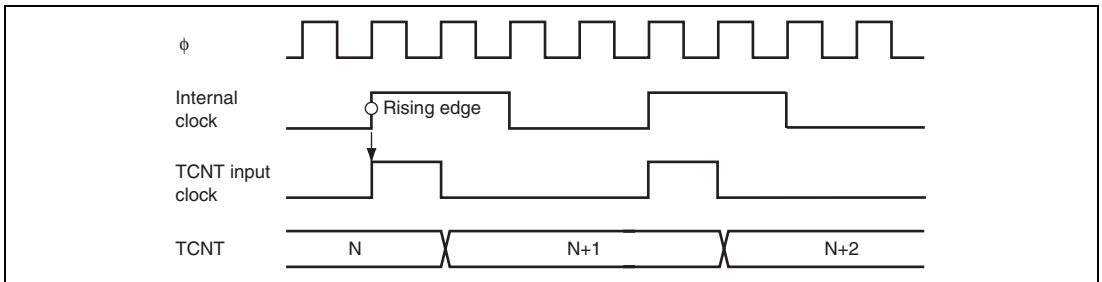 ϕ
Internal
clock
Rising edge
TCNT input
clock
TCNT
N
N+1
N+2